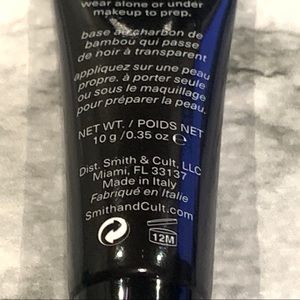 wear alone or under
makeup to prep.
base au charbon de
bambou qui passe
de noir à transparent
appliquez sur une peau
propre. à porter seule
ou sous le maquillage
pour préparer la peau.
NET WT. / POIDS NET
10 g / 0.35 oz ℮
Dist. Smith & Cult, LLC
Miami, FL 33137
Made in Italy
Fabriqué en Italie
SmithandCult.com
12M